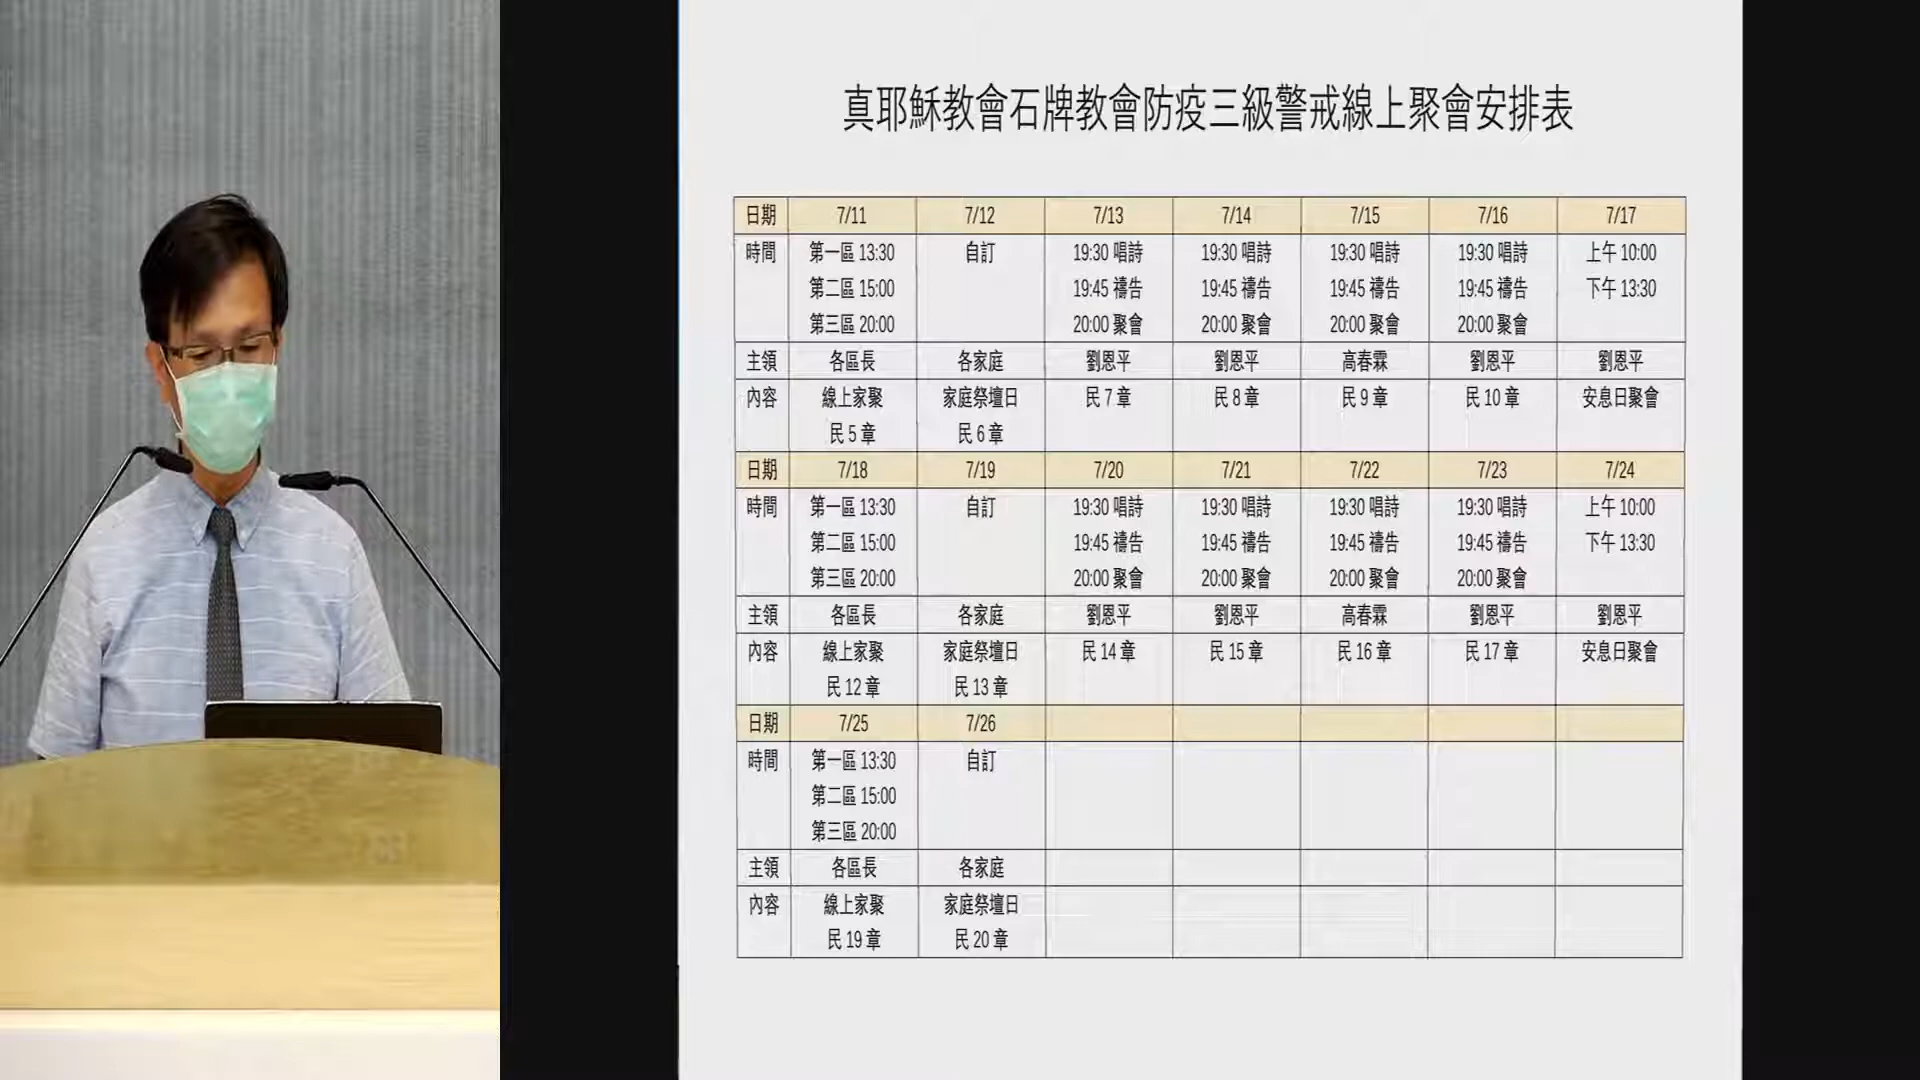 真耶穌教會石牌教會防疫三級警戒線上聚會安排表
日期 7/11 7/12 7/13 7/14 7/15 7/16 7/17
時間 第一區 13:30 自訂 19:30 唱詩 19:30 唱詩 19:30 唱詩 19:30 唱詩 上午 10:00
第二區 15:00 19:45 禱告 19:45 禱告 19:45 禱告 19:45 禱告 下午 13:30
第三區 20:00 20:00 聚會 20:00 聚會 20:00 聚會 20:00 聚會
主領 各區長 各家庭 劉恩平 劉恩平 高春霖 劉恩平 劉恩平
內容 線上家聚 家庭祭壇日 民 7 章 民 8 章 民 9 章 民 10 章 安息日聚會
民 5 章 民 6 章
日期 7/18 7/19 7/20 7/21 7/22 7/23 7/24
時間 第一區 13:30 自訂 19:30 唱詩 19:30 唱詩 19:30 唱詩 19:30 唱詩 上午 10:00
第二區 15:00 19:45 禱告 19:45 禱告 19:45 禱告 19:45 禱告 下午 13:30
第三區 20:00 20:00 聚會 20:00 聚會 20:00 聚會 20:00 聚會
主領 各區長 各家庭 劉恩平 劉恩平 高春霖 劉恩平 劉恩平
內容 線上家聚 家庭祭壇日 民 14 章 民 15 章 民 16 章 民 17 章 安息日聚會
民 12 章 民 13 章
日期 7/25 7/26
時間 第一區 13:30 自訂
第二區 15:00
第三區 20:00
主領 各區長 各家庭
內容 線上家聚 家庭祭壇日
民 19 章 民 20 章